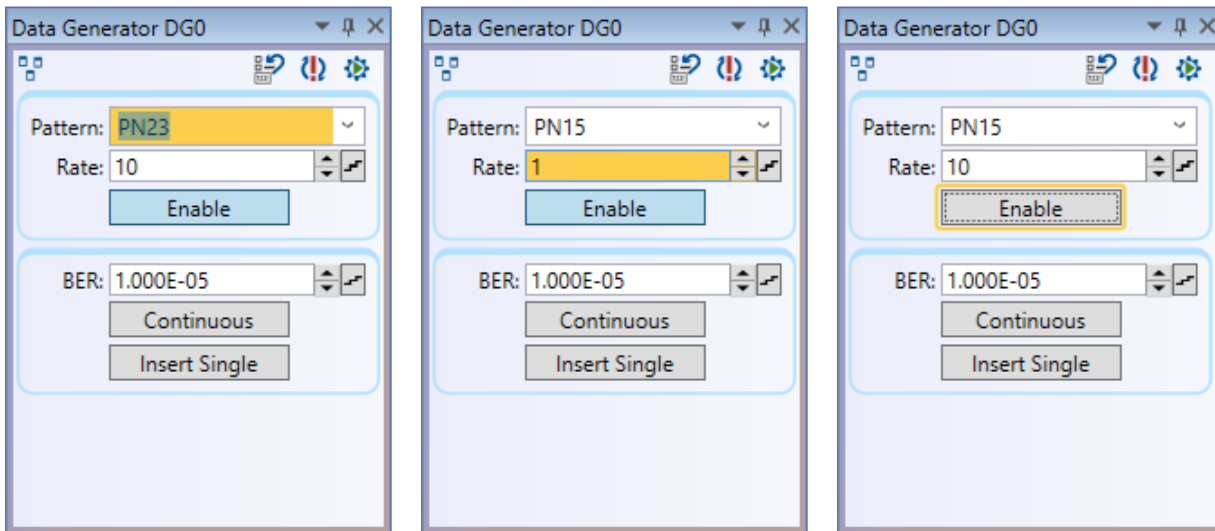 Data Generator DG0
Pattern: PN23
Rate: 10
Enable
BER: 1.000E-05
Continuous
Insert Single
Data Generator DG0
Pattern: PN15
Rate: 1
Enable
BER: 1.000E-05
Continuous
Insert Single
Data Generator DG0
Pattern: PN15
Rate: 10
Enable
BER: 1.000E-05
Continuous
Insert Single